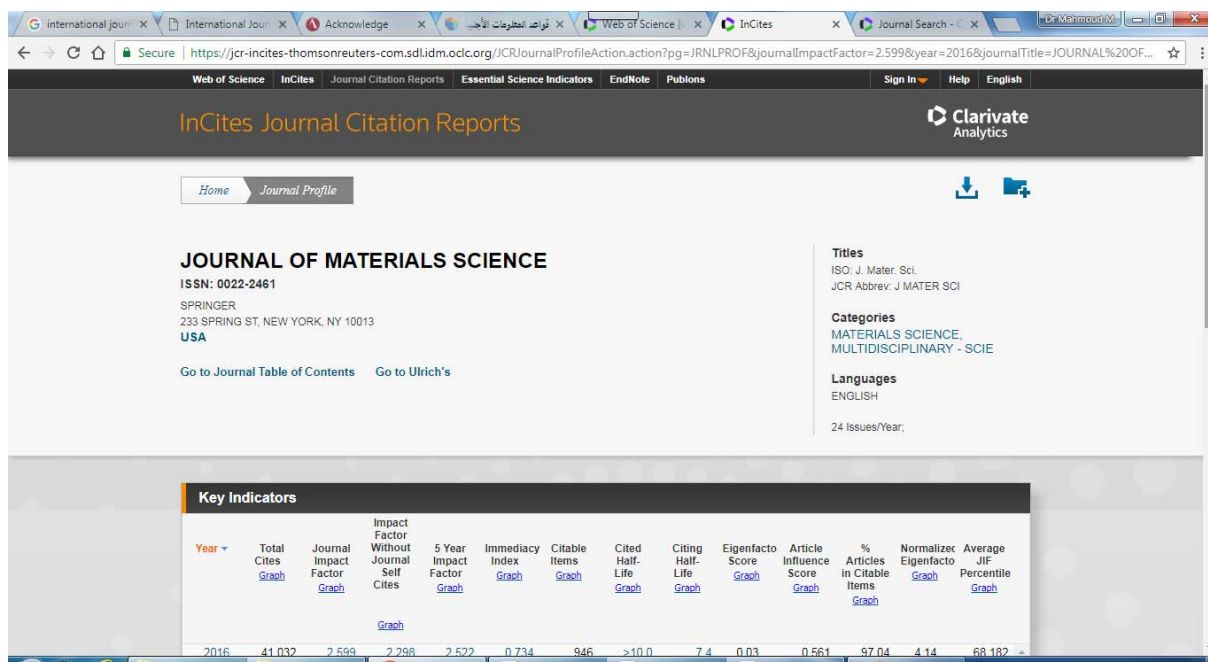 international journ
International Jour
Acknowledge
قواعد المعلومات الأجنـ
Web of Science
InCites
Journal Search - C
Dr Mahmoud M
Secure https://jcr-incites-thomsonreuters-com.sdl.idm.oclc.org/JCRJournalProfileAction.action?pg=JRNLPROF&journalImpactFactor=2.599&year=2016&journalTitle=JOURNAL%20OF...
Web of Science InCites Journal Citation Reports Essential Science Indicators EndNote Publons Sign In Help English
InCites Journal Citation Reports
Clarivate
Analytics
Home Journal Profile
JOURNAL OF MATERIALS SCIENCE
ISSN: 0022-2461
SPRINGER
233 SPRING ST, NEW YORK, NY 10013
USA
Go to Journal Table of Contents Go to Ulrich's
Titles
ISO: J. Mater. Sci.
JCR Abbrev: J MATER SCI
Categories
MATERIALS SCIENCE,
MULTIDISCIPLINARY - SCIE
Languages
ENGLISH
24 Issues/Year;
Key Indicators
Year
Total
Cites
Graph
Journal
Impact
Factor
Graph
Impact
Factor
Without
Journal
Self
Cites
Graph
5 Year
Impact
Factor
Graph
Immediacy
Index
Graph
Citable
Items
Graph
Cited
Half-
Life
Graph
Citing
Half-
Life
Graph
Eigenfacto
Score
Graph
Article
Influence
Score
Graph
%
Articles
in Citable
Items
Graph
Normalized
Eigenfacto
Graph
Average
JIF
Percentile
Graph
2016 41,032 2.599 2.298 2.522 0.734 946 >10.0 7.4 0.03 0.561 97.04 4.14 68.182